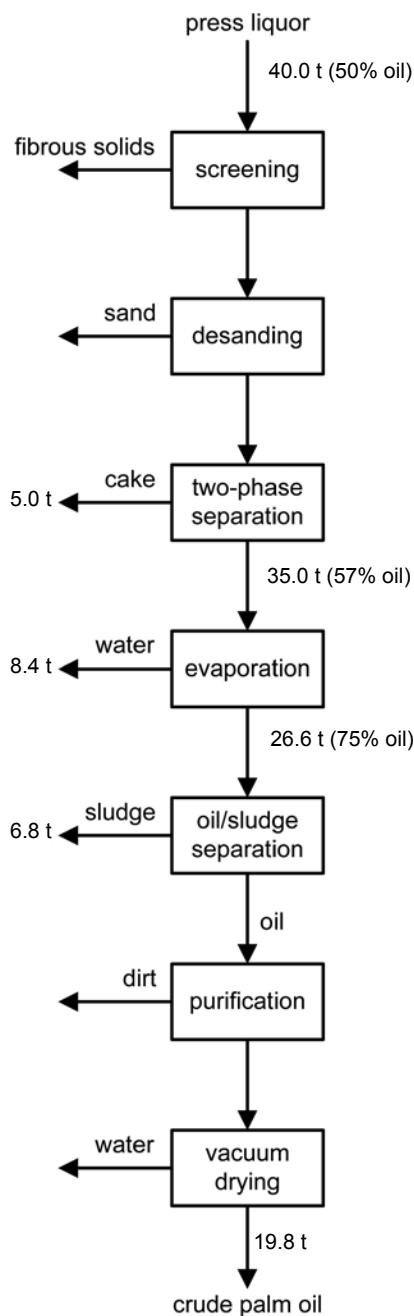 press liquor
40.0 t (50% oil)
fibrous solids
screening
sand
desanding
cake
5.0 t
two-phase
separation
35.0 t (57% oil)
water
8.4 t
evaporation
26.6 t (75% oil)
sludge
6.8 t
oil/sludge
separation
oil
dirt
purification
water
vacuum
drying
19.8 t
crude palm oil